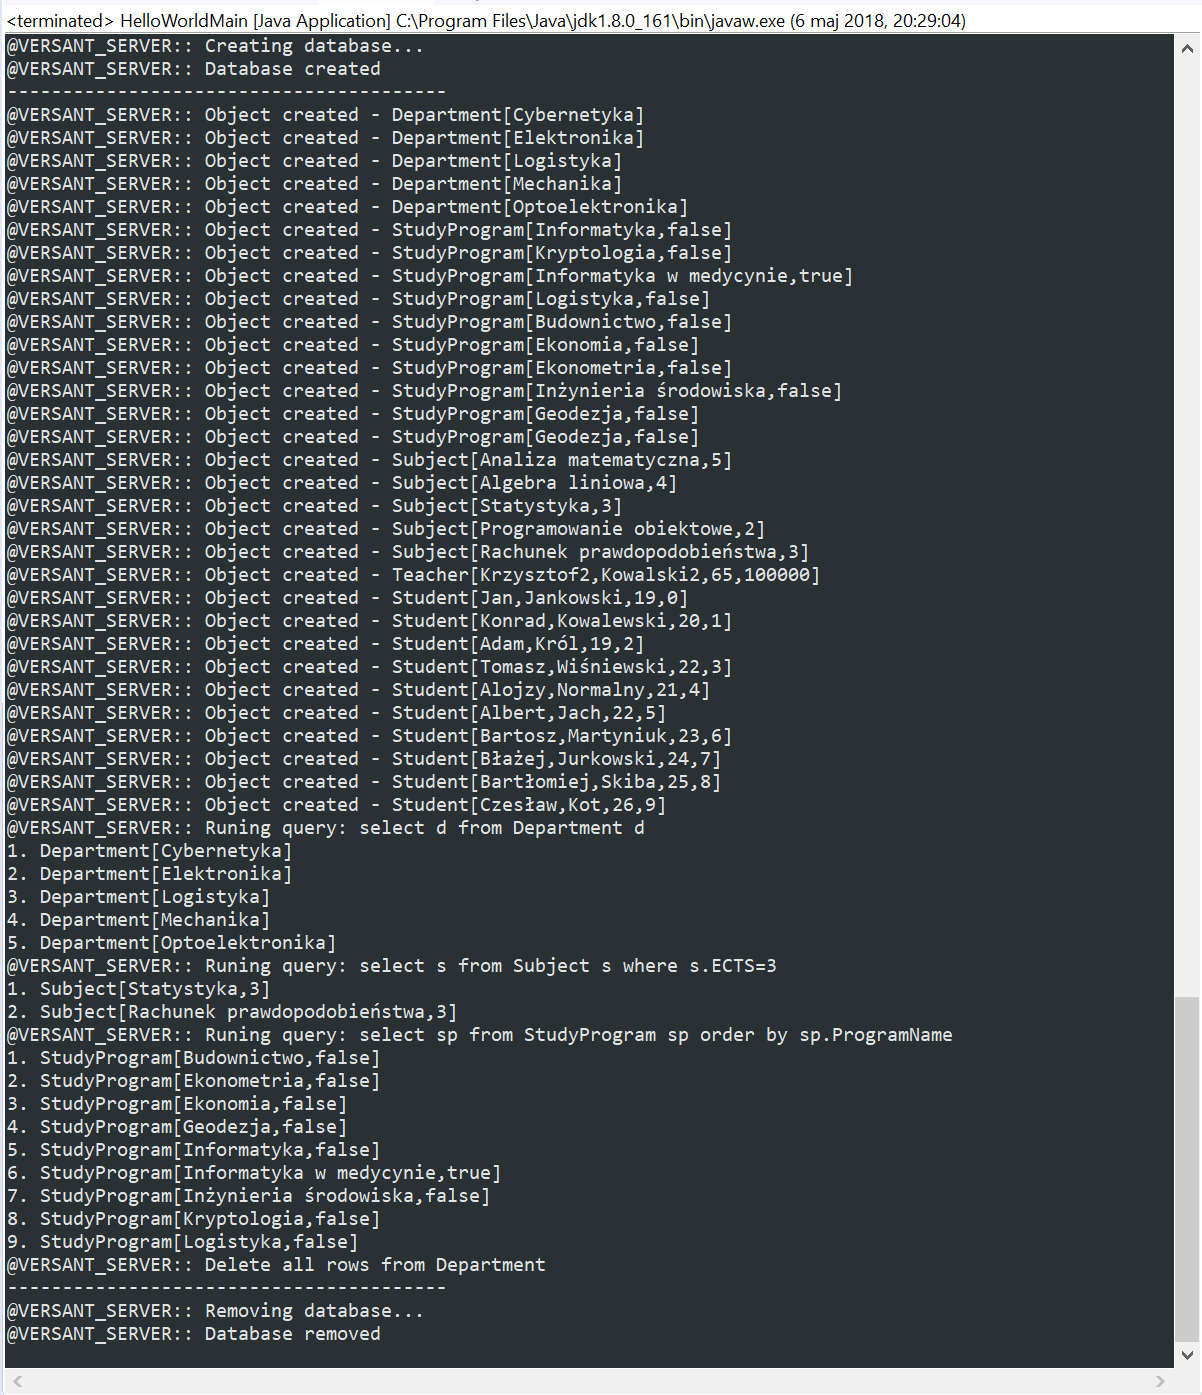 <terminated> HelloWorldMain [Java Application] C:\Program Files\Java\jdk1.8.0_161\bin\javaw.exe (6 maj 2018, 20:29:04)
@VERSANT_SERVER:: Creating database...
@VERSANT_SERVER:: Database created
----------------------------------------
@VERSANT_SERVER:: Object created - Department[Cybernetyka]
@VERSANT_SERVER:: Object created - Department[Elektronika]
@VERSANT_SERVER:: Object created - Department[Logistyka]
@VERSANT_SERVER:: Object created - Department[Mechanika]
@VERSANT_SERVER:: Object created - Department[Optoelektronika]
@VERSANT_SERVER:: Object created - StudyProgram[Informatyka,false]
@VERSANT_SERVER:: Object created - StudyProgram[Kryptologia,false]
@VERSANT_SERVER:: Object created - StudyProgram[Informatyka w medycynie,true]
@VERSANT_SERVER:: Object created - StudyProgram[Logistyka,false]
@VERSANT_SERVER:: Object created - StudyProgram[Budownictwo,false]
@VERSANT_SERVER:: Object created - StudyProgram[Ekonomia,false]
@VERSANT_SERVER:: Object created - StudyProgram[Ekonometria,false]
@VERSANT_SERVER:: Object created - StudyProgram[Inżynieria środowiska,false]
@VERSANT_SERVER:: Object created - StudyProgram[Geodezja,false]
@VERSANT_SERVER:: Object created - StudyProgram[Geodezja,false]
@VERSANT_SERVER:: Object created - Subject[Analiza matematyczna,5]
@VERSANT_SERVER:: Object created - Subject[Algebra liniowa,4]
@VERSANT_SERVER:: Object created - Subject[Statystyka,3]
@VERSANT_SERVER:: Object created - Subject[Programowanie obiektowe,2]
@VERSANT_SERVER:: Object created - Subject[Rachunek prawdopodobieństwa,3]
@VERSANT_SERVER:: Object created - Teacher[Krzysztof2,Kowalski2,65,100000]
@VERSANT_SERVER:: Object created - Student[Jan,Jankowski,19,0]
@VERSANT_SERVER:: Object created - Student[Konrad,Kowalewski,20,1]
@VERSANT_SERVER:: Object created - Student[Adam,Król,19,2]
@VERSANT_SERVER:: Object created - Student[Tomasz,Wiśniewski,22,3]
@VERSANT_SERVER:: Object created - Student[Alojzy,Normalny,21,4]
@VERSANT_SERVER:: Object created - Student[Albert,Jach,22,5]
@VERSANT_SERVER:: Object created - Student[Bartosz,Martyniuk,23,6]
@VERSANT_SERVER:: Object created - Student[Błażej,Jurkowski,24,7]
@VERSANT_SERVER:: Object created - Student[Bartłomiej,Skiba,25,8]
@VERSANT_SERVER:: Object created - Student[Czesław,Kot,26,9]
@VERSANT_SERVER:: Runing query: select d from Department d
1. Department[Cybernetyka]
2. Department[Elektronika]
3. Department[Logistyka]
4. Department[Mechanika]
5. Department[Optoelektronika]
@VERSANT_SERVER:: Runing query: select s from Subject s where s.ECTS=3
1. Subject[Statystyka,3]
2. Subject[Rachunek prawdopodobieństwa,3]
@VERSANT_SERVER:: Runing query: select sp from StudyProgram sp order by sp.ProgramName
1. StudyProgram[Budownictwo,false]
2. StudyProgram[Ekonometria,false]
3. StudyProgram[Ekonomia,false]
4. StudyProgram[Geodezja,false]
5. StudyProgram[Informatyka,false]
6. StudyProgram[Informatyka w medycynie,true]
7. StudyProgram[Inżynieria środowiska,false]
8. StudyProgram[Kryptologia,false]
9. StudyProgram[Logistyka,false]
@VERSANT_SERVER:: Delete all rows from Department
----------------------------------------
@VERSANT_SERVER:: Removing database...
@VERSANT_SERVER:: Database removed